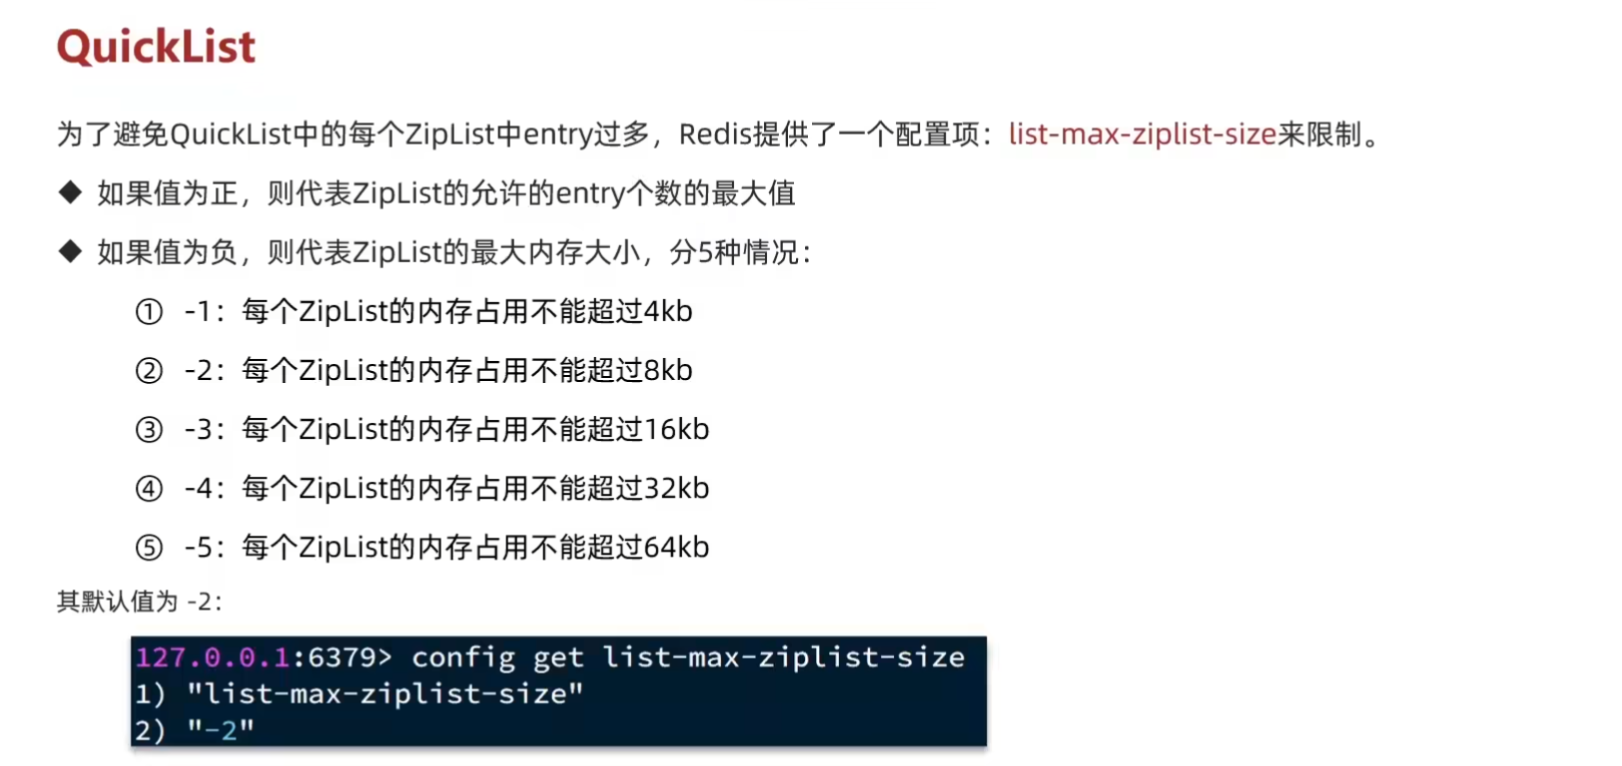 QuickList
为了避免QuickList中的每个ZipList中entry过多，Redis提供了一个配置项：list-max-ziplist-size来限制。
◆ 如果值为正，则代表ZipList的允许的entry个数的最大值
◆ 如果值为负，则代表ZipList的最大内存大小，分5种情况：
① -1：每个ZipList的内存占用不能超过4kb
② -2：每个ZipList的内存占用不能超过8kb
③ -3：每个ZipList的内存占用不能超过16kb
④ -4：每个ZipList的内存占用不能超过32kb
⑤ -5：每个ZipList的内存占用不能超过64kb
其默认值为 -2：
127.0.0.1:6379> config get list-max-ziplist-size
1) "list-max-ziplist-size"
2) "-2"